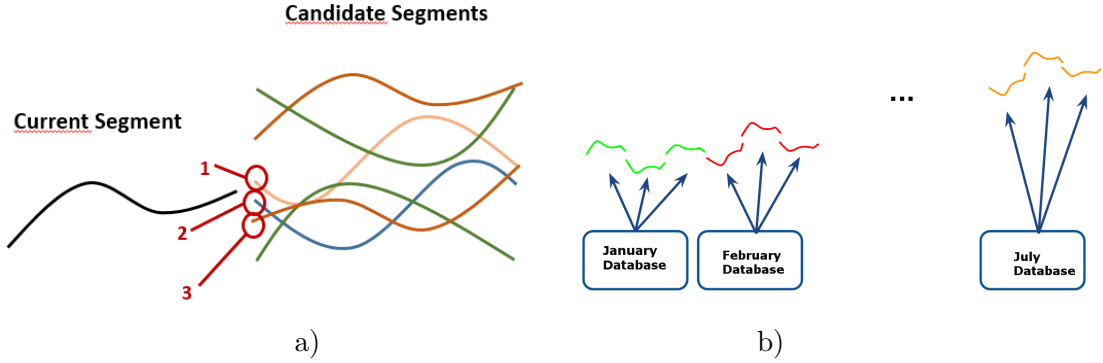 Candidate Segments
Current Segment
1
2
3
a)
...
January
Database
February
Database
July
Database
b)